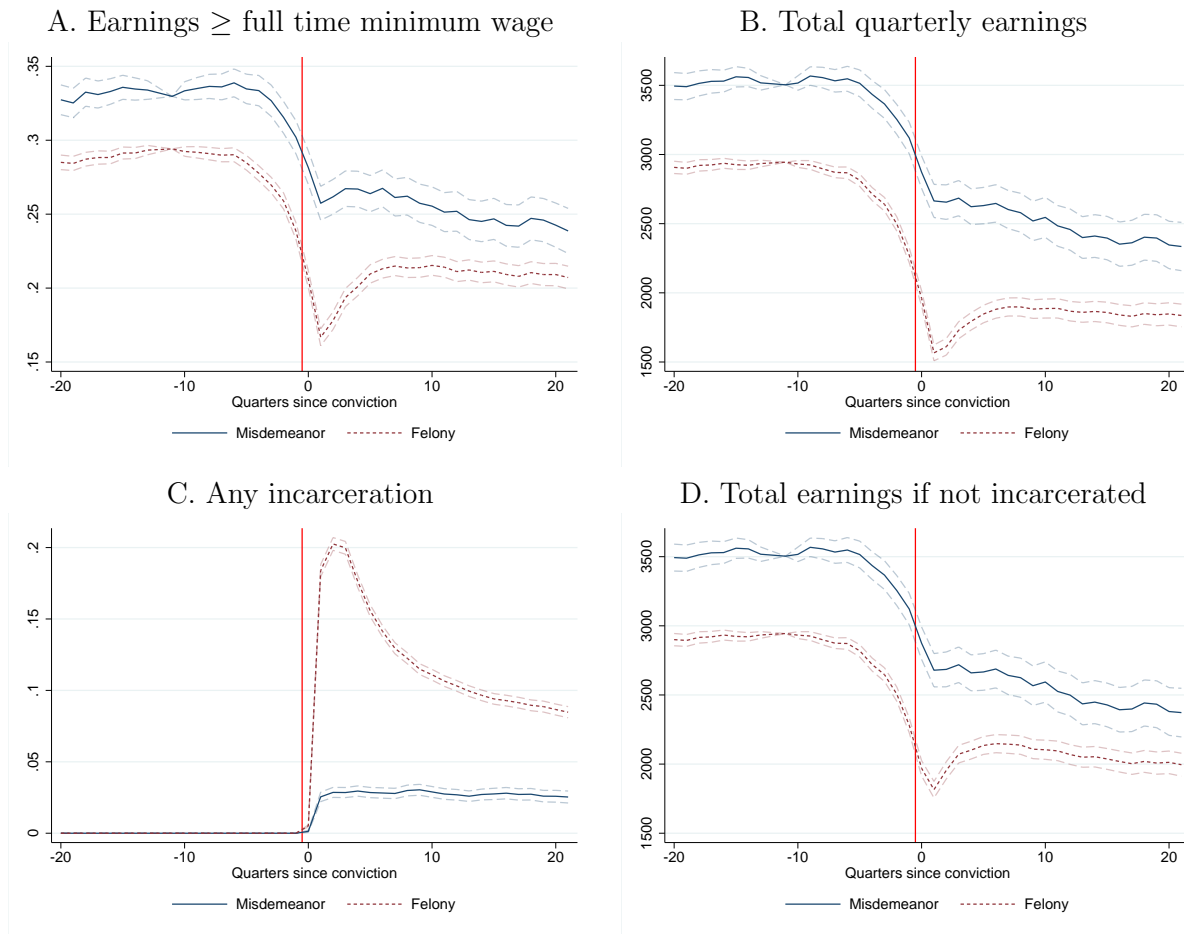 A. Earnings ≥ full time minimum wage
.35
.3
.25
.2
.15
-20 -10 0 10 20
Quarters since conviction
Misdemeanor Felony
B. Total quarterly earnings
3500
3000
2500
2000
1500
-20 -10 0 10 20
Quarters since conviction
Misdemeanor Felony
C. Any incarceration
.2
.15
.1
.05
0
-20 -10 0 10 20
Quarters since conviction
Misdemeanor Felony
D. Total earnings if not incarcerated
3500
3000
2500
2000
1500
-20 -10 0 10 20
Quarters since conviction
Misdemeanor Felony